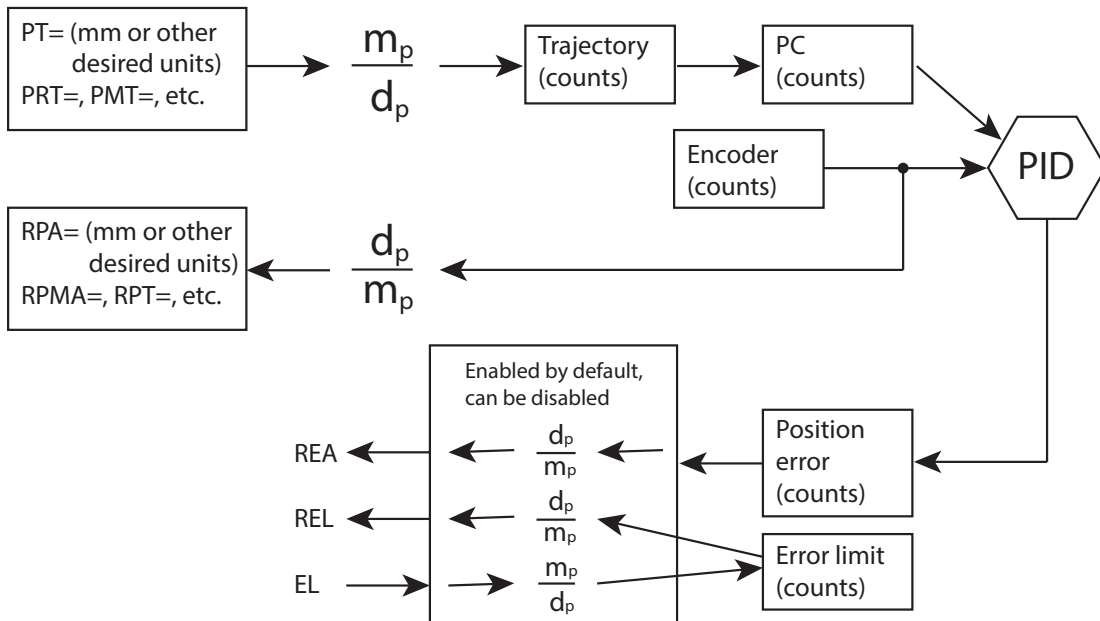 PT= (mm or other
desired units)
PRT=, PMT=, etc.
mp
dp
Trajectory
(counts)
PC
(counts)
Encoder
(counts)
PID
RPA= (mm or other
desired units)
RPMA=, RPT=, etc.
dp
mp
Enabled by default,
can be disabled
REA
dp
mp
Position
error
(counts)
REL
dp
mp
Error limit
(counts)
EL
mp
dp